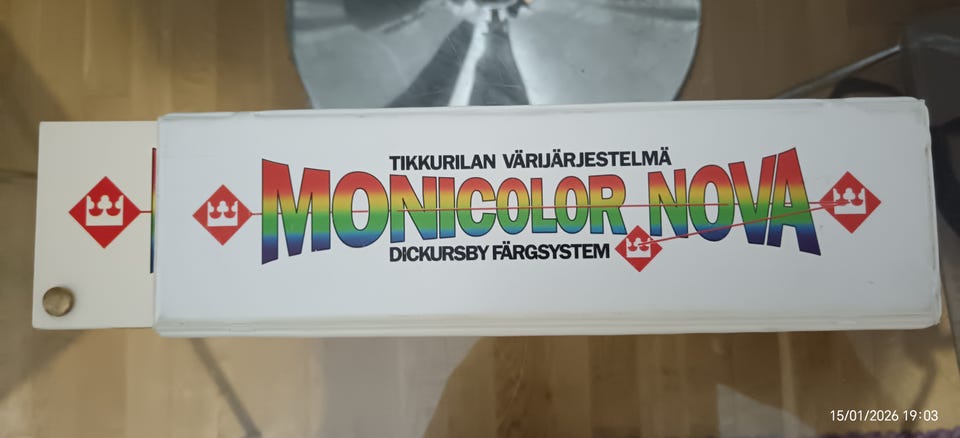 TIKKURILAN VÄRIJÄRJESTELMÄ
MONICOLOR NOVA
DICKURSBY FÄRGSYSTEM
15/01/2026 19:03